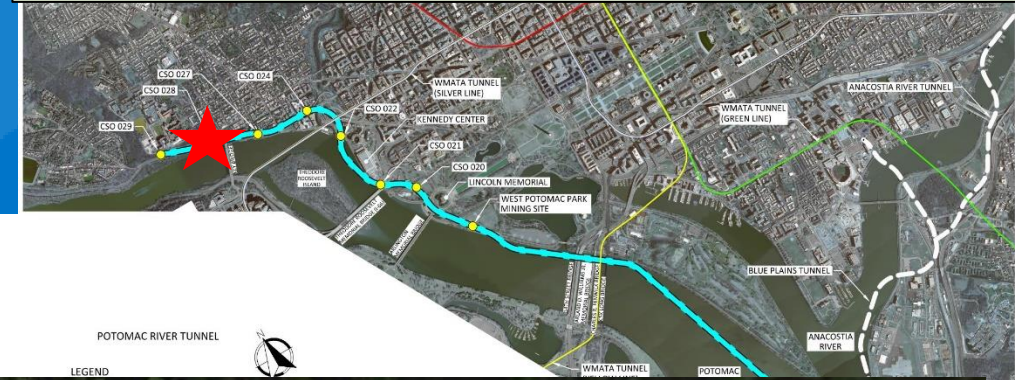 CSO 027
CSO 028
CSO 029
CSO 024
WMATA TUNNEL
(SILVER LINE)
CSO 022
KENNEDY CENTER
CSO 021
CSO 020
THEODORE
ROOSEVELT
ISLAND
LINCOLN MEMORIAL
WEST POTOMAC PARK
MINING SITE
WMATA TUNNEL
(GREEN LINE)
ANACOSTIA RIVER TUNNEL
BLUE PLAINS TUNNEL
ANACOSTIA
RIVER
POTOMAC
WMATA TUNNEL
POTOMAC RIVER TUNNEL
LEGEND